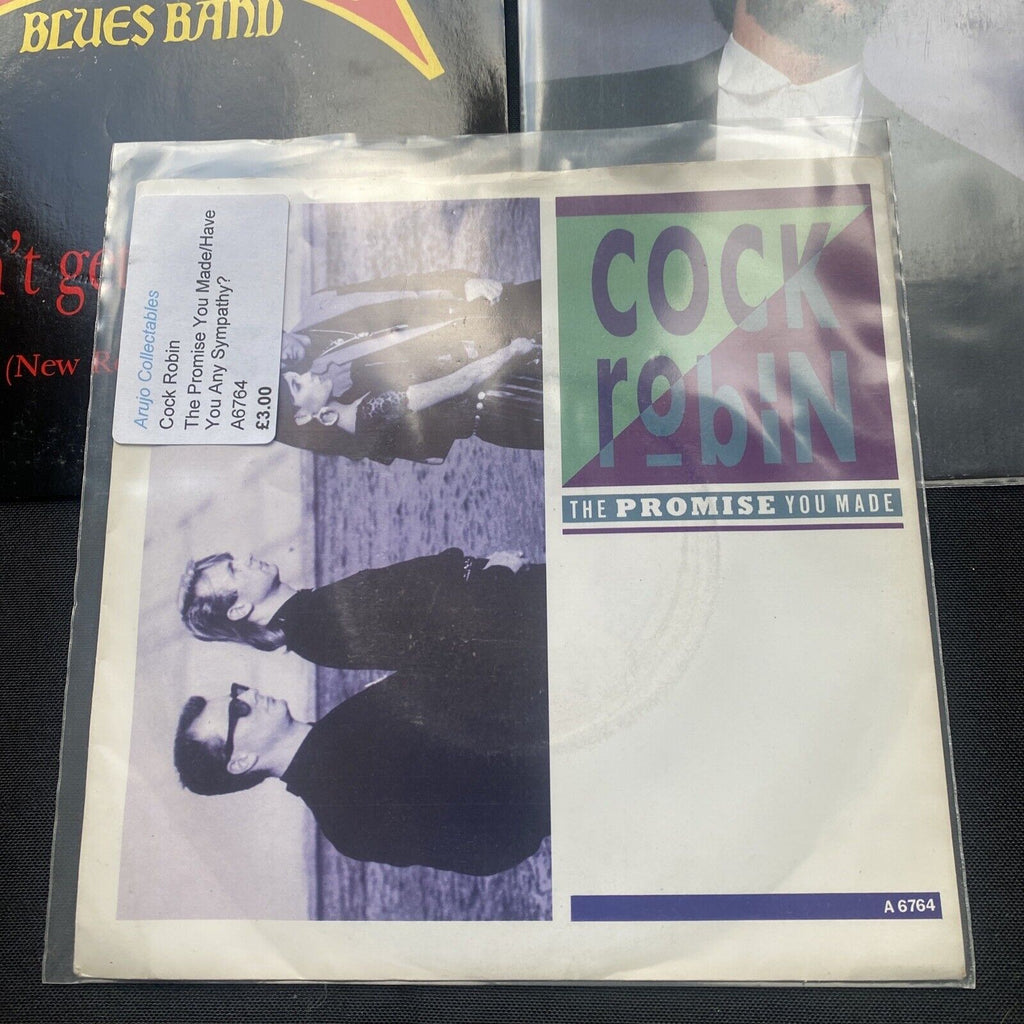 BLUES BAND
't ge
(New R
Arujo Collectables
Cock Robin
The Promise You Made/Have
You Any Sympathy?
A6764
£3.00
COCK
robiN
THE PROMISE YOU MADE
A 6764